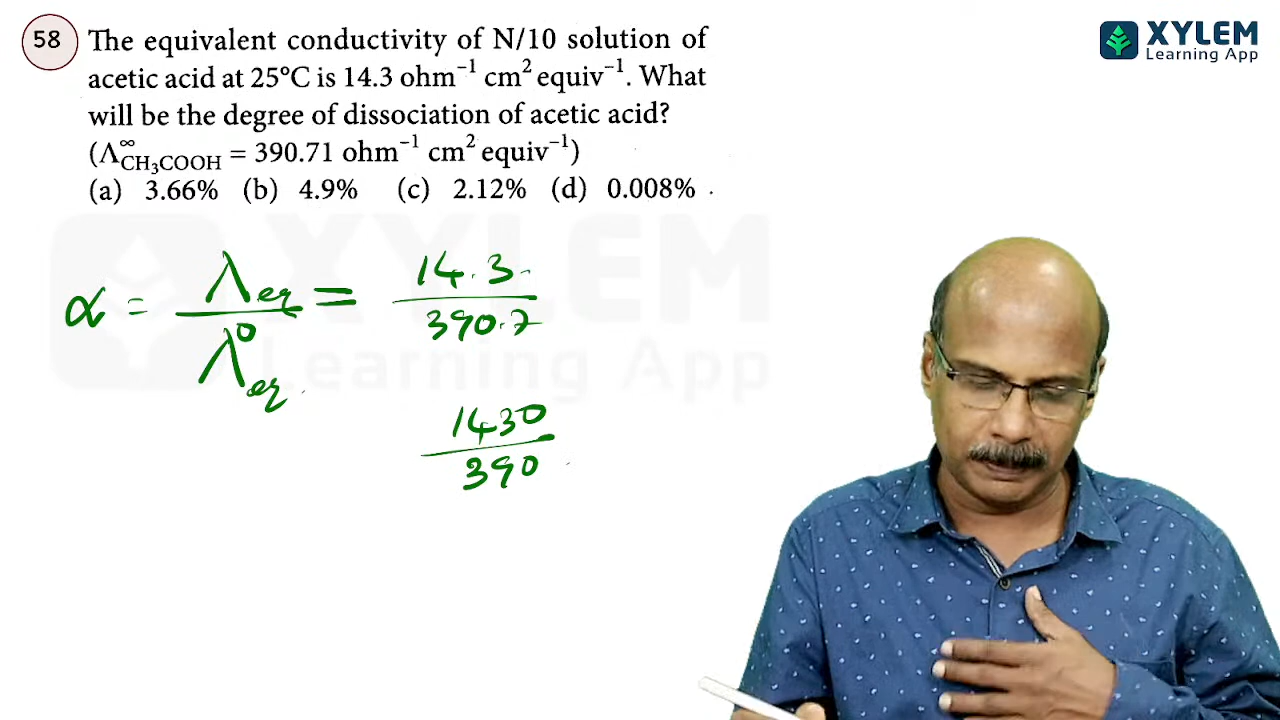 58 The equivalent conductivity of N/10 solution of
acetic acid at 25°C is 14.3 ohm⁻¹ cm² equiv⁻¹. What
will be the degree of dissociation of acetic acid?
(Λ∞CH₃COOH = 390.71 ohm⁻¹ cm² equiv⁻¹)
(a) 3.66% (b) 4.9% (c) 2.12% (d) 0.008%
XYLEM
Learning App
XYLEM
Learning App
α = λeq / λ⁰eq = 14.3 / 390.7
1430 / 390